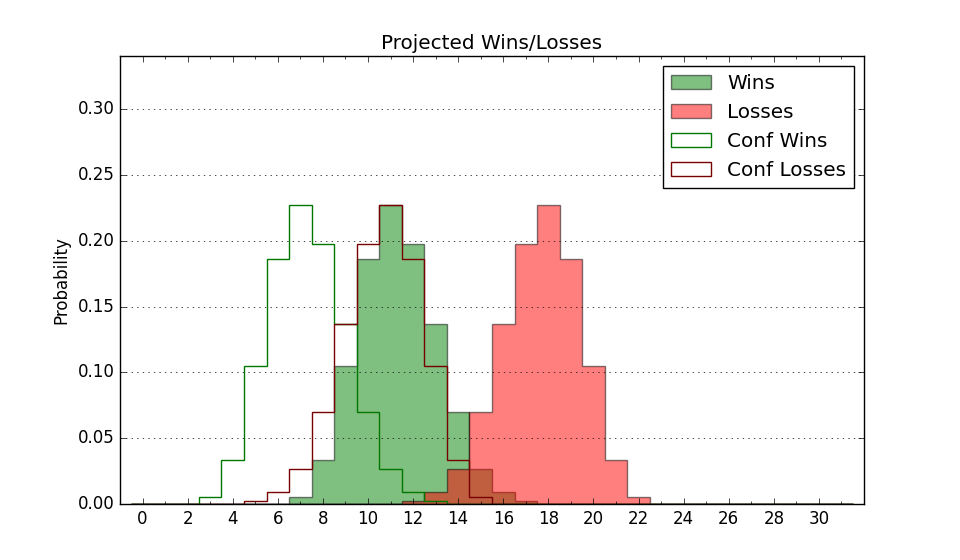 Projected Wins/Losses
Wins
Losses
Conf Wins
Conf Losses
Probability
0.30
0.25
0.20
0.15
0.10
0.05
0.00
0 2 4 6 8 10 12 14 16 18 20 22 24 26 28 30